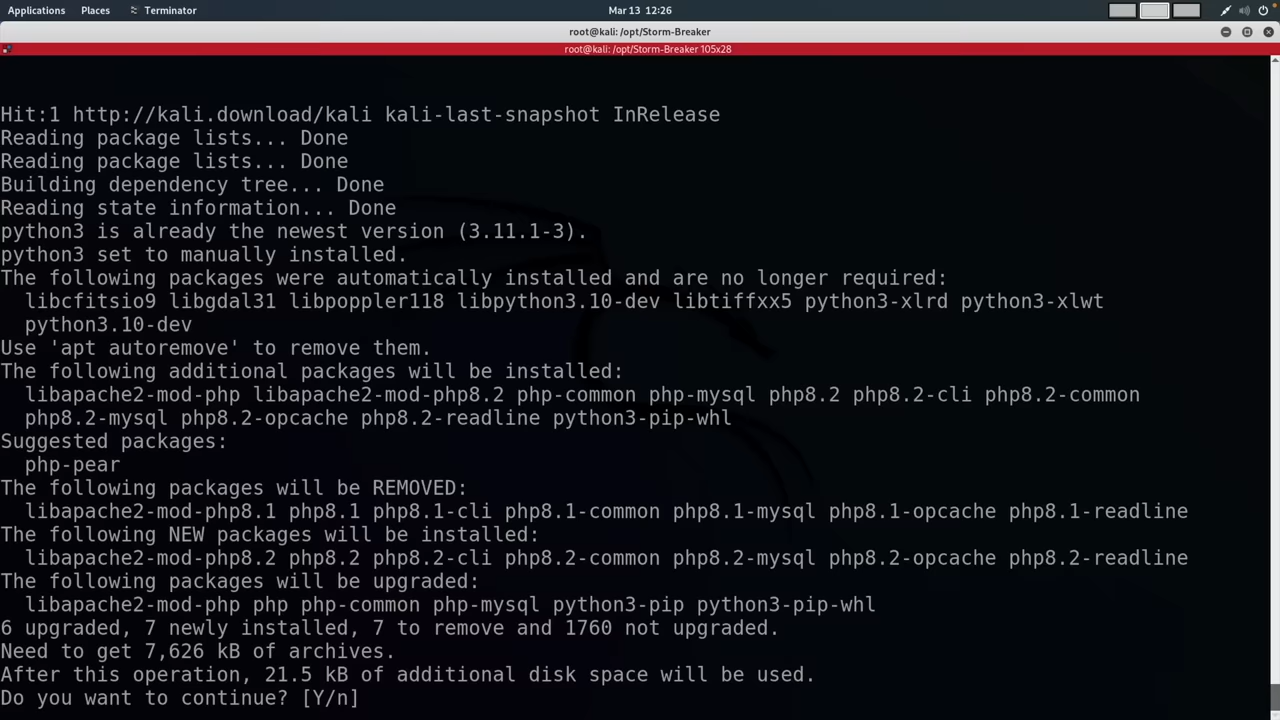 Applications Places Terminator Mar 13 12:26
root@kali: /opt/Storm-Breaker
root@kali: /opt/Storm-Breaker 105x28
Hit:1 http://kali.download/kali kali-last-snapshot InRelease
Reading package lists... Done
Reading package lists... Done
Building dependency tree... Done
Reading state information... Done
python3 is already the newest version (3.11.1-3).
python3 set to manually installed.
The following packages were automatically installed and are no longer required:
  libcfitsio9 libgdal31 libpoppler118 libpython3.10-dev libtiffxx5 python3-xlrd python3-xlwt
  python3.10-dev
Use 'apt autoremove' to remove them.
The following additional packages will be installed:
  libapache2-mod-php libapache2-mod-php8.2 php-common php-mysql php8.2 php8.2-cli php8.2-common
  php8.2-mysql php8.2-opcache php8.2-readline python3-pip-whl
Suggested packages:
  php-pear
The following packages will be REMOVED:
  libapache2-mod-php8.1 php8.1 php8.1-cli php8.1-common php8.1-mysql php8.1-opcache php8.1-readline
The following NEW packages will be installed:
  libapache2-mod-php8.2 php8.2 php8.2-cli php8.2-common php8.2-mysql php8.2-opcache php8.2-readline
The following packages will be upgraded:
  libapache2-mod-php php php-common php-mysql python3-pip python3-pip-whl
6 upgraded, 7 newly installed, 7 to remove and 1760 not upgraded.
Need to get 7,626 kB of archives.
After this operation, 21.5 kB of additional disk space will be used.
Do you want to continue? [Y/n]